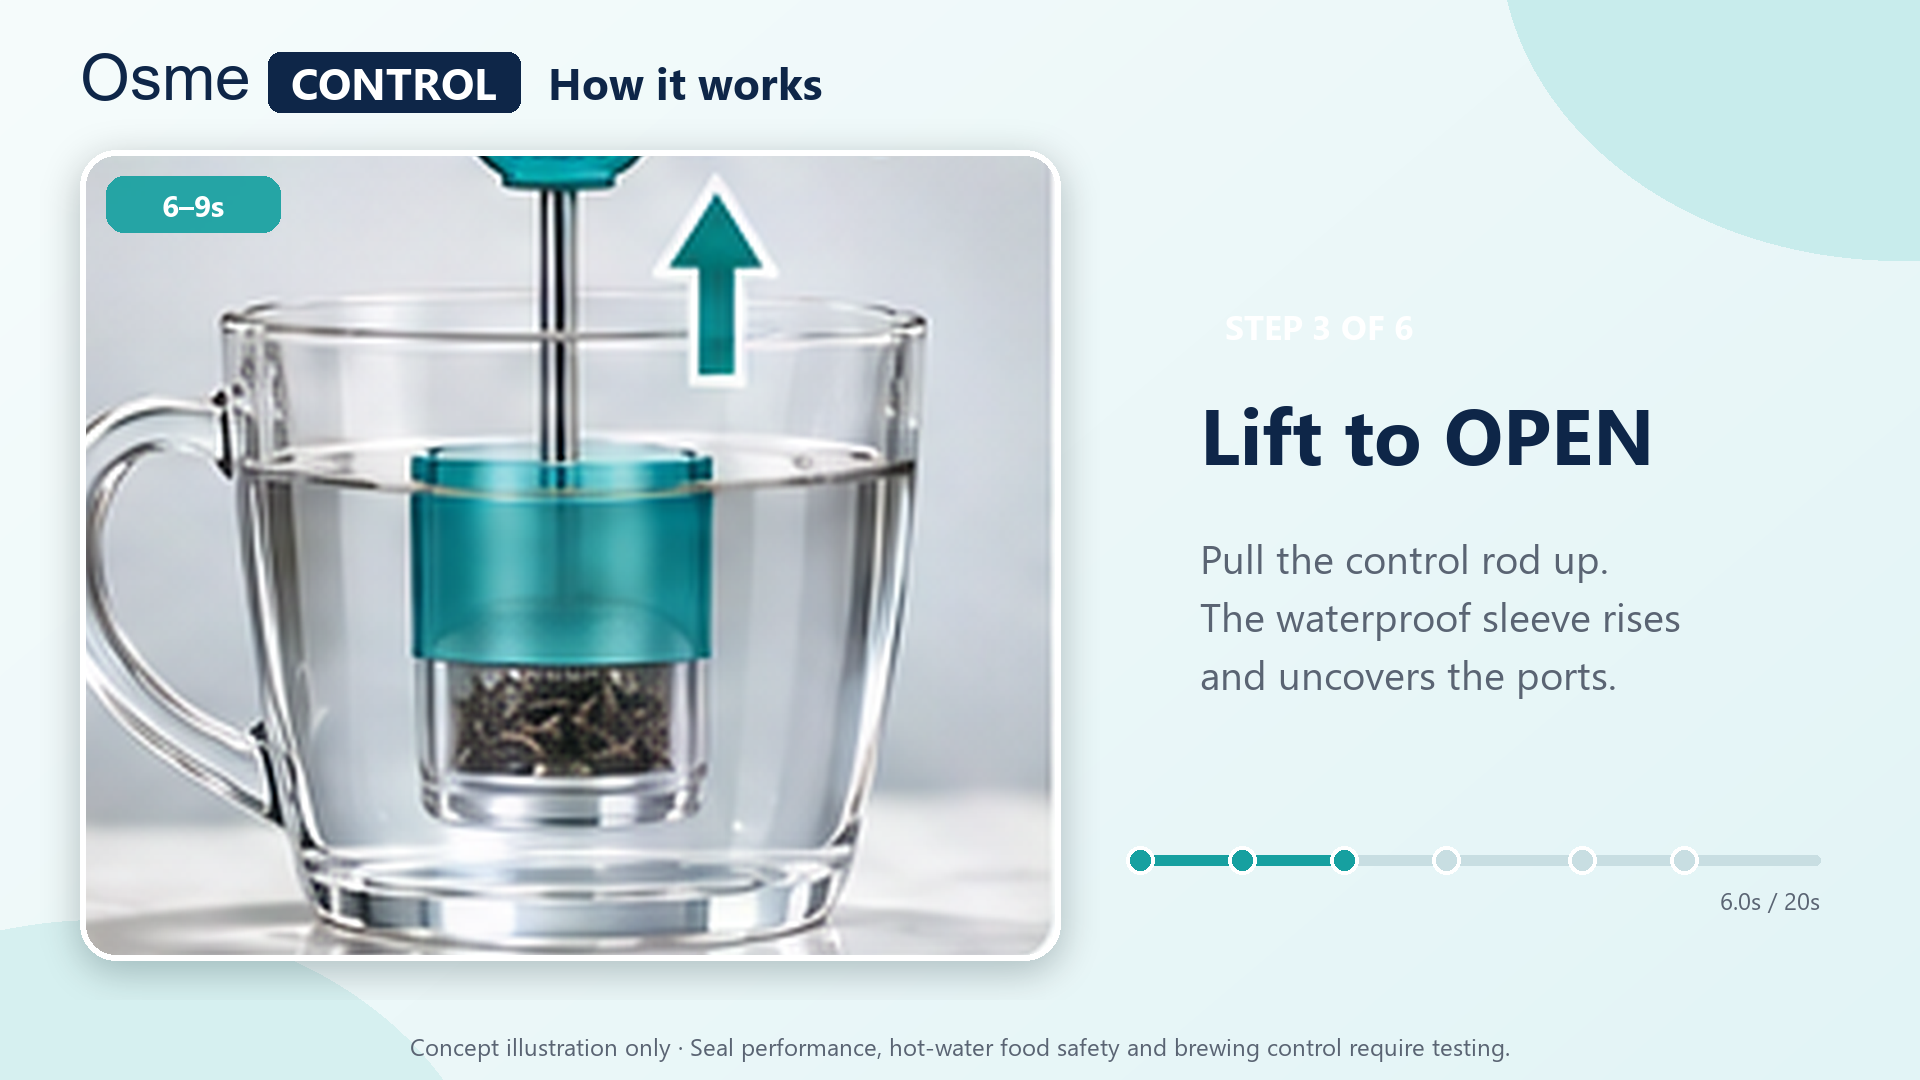 Osme CONTROL How it works
6–9s
STEP 3 OF 6
Lift to OPEN
Pull the control rod up.
The waterproof sleeve rises
and uncovers the ports.
6.0s / 20s
Concept illustration only · Seal performance, hot-water food safety and brewing control require testing.